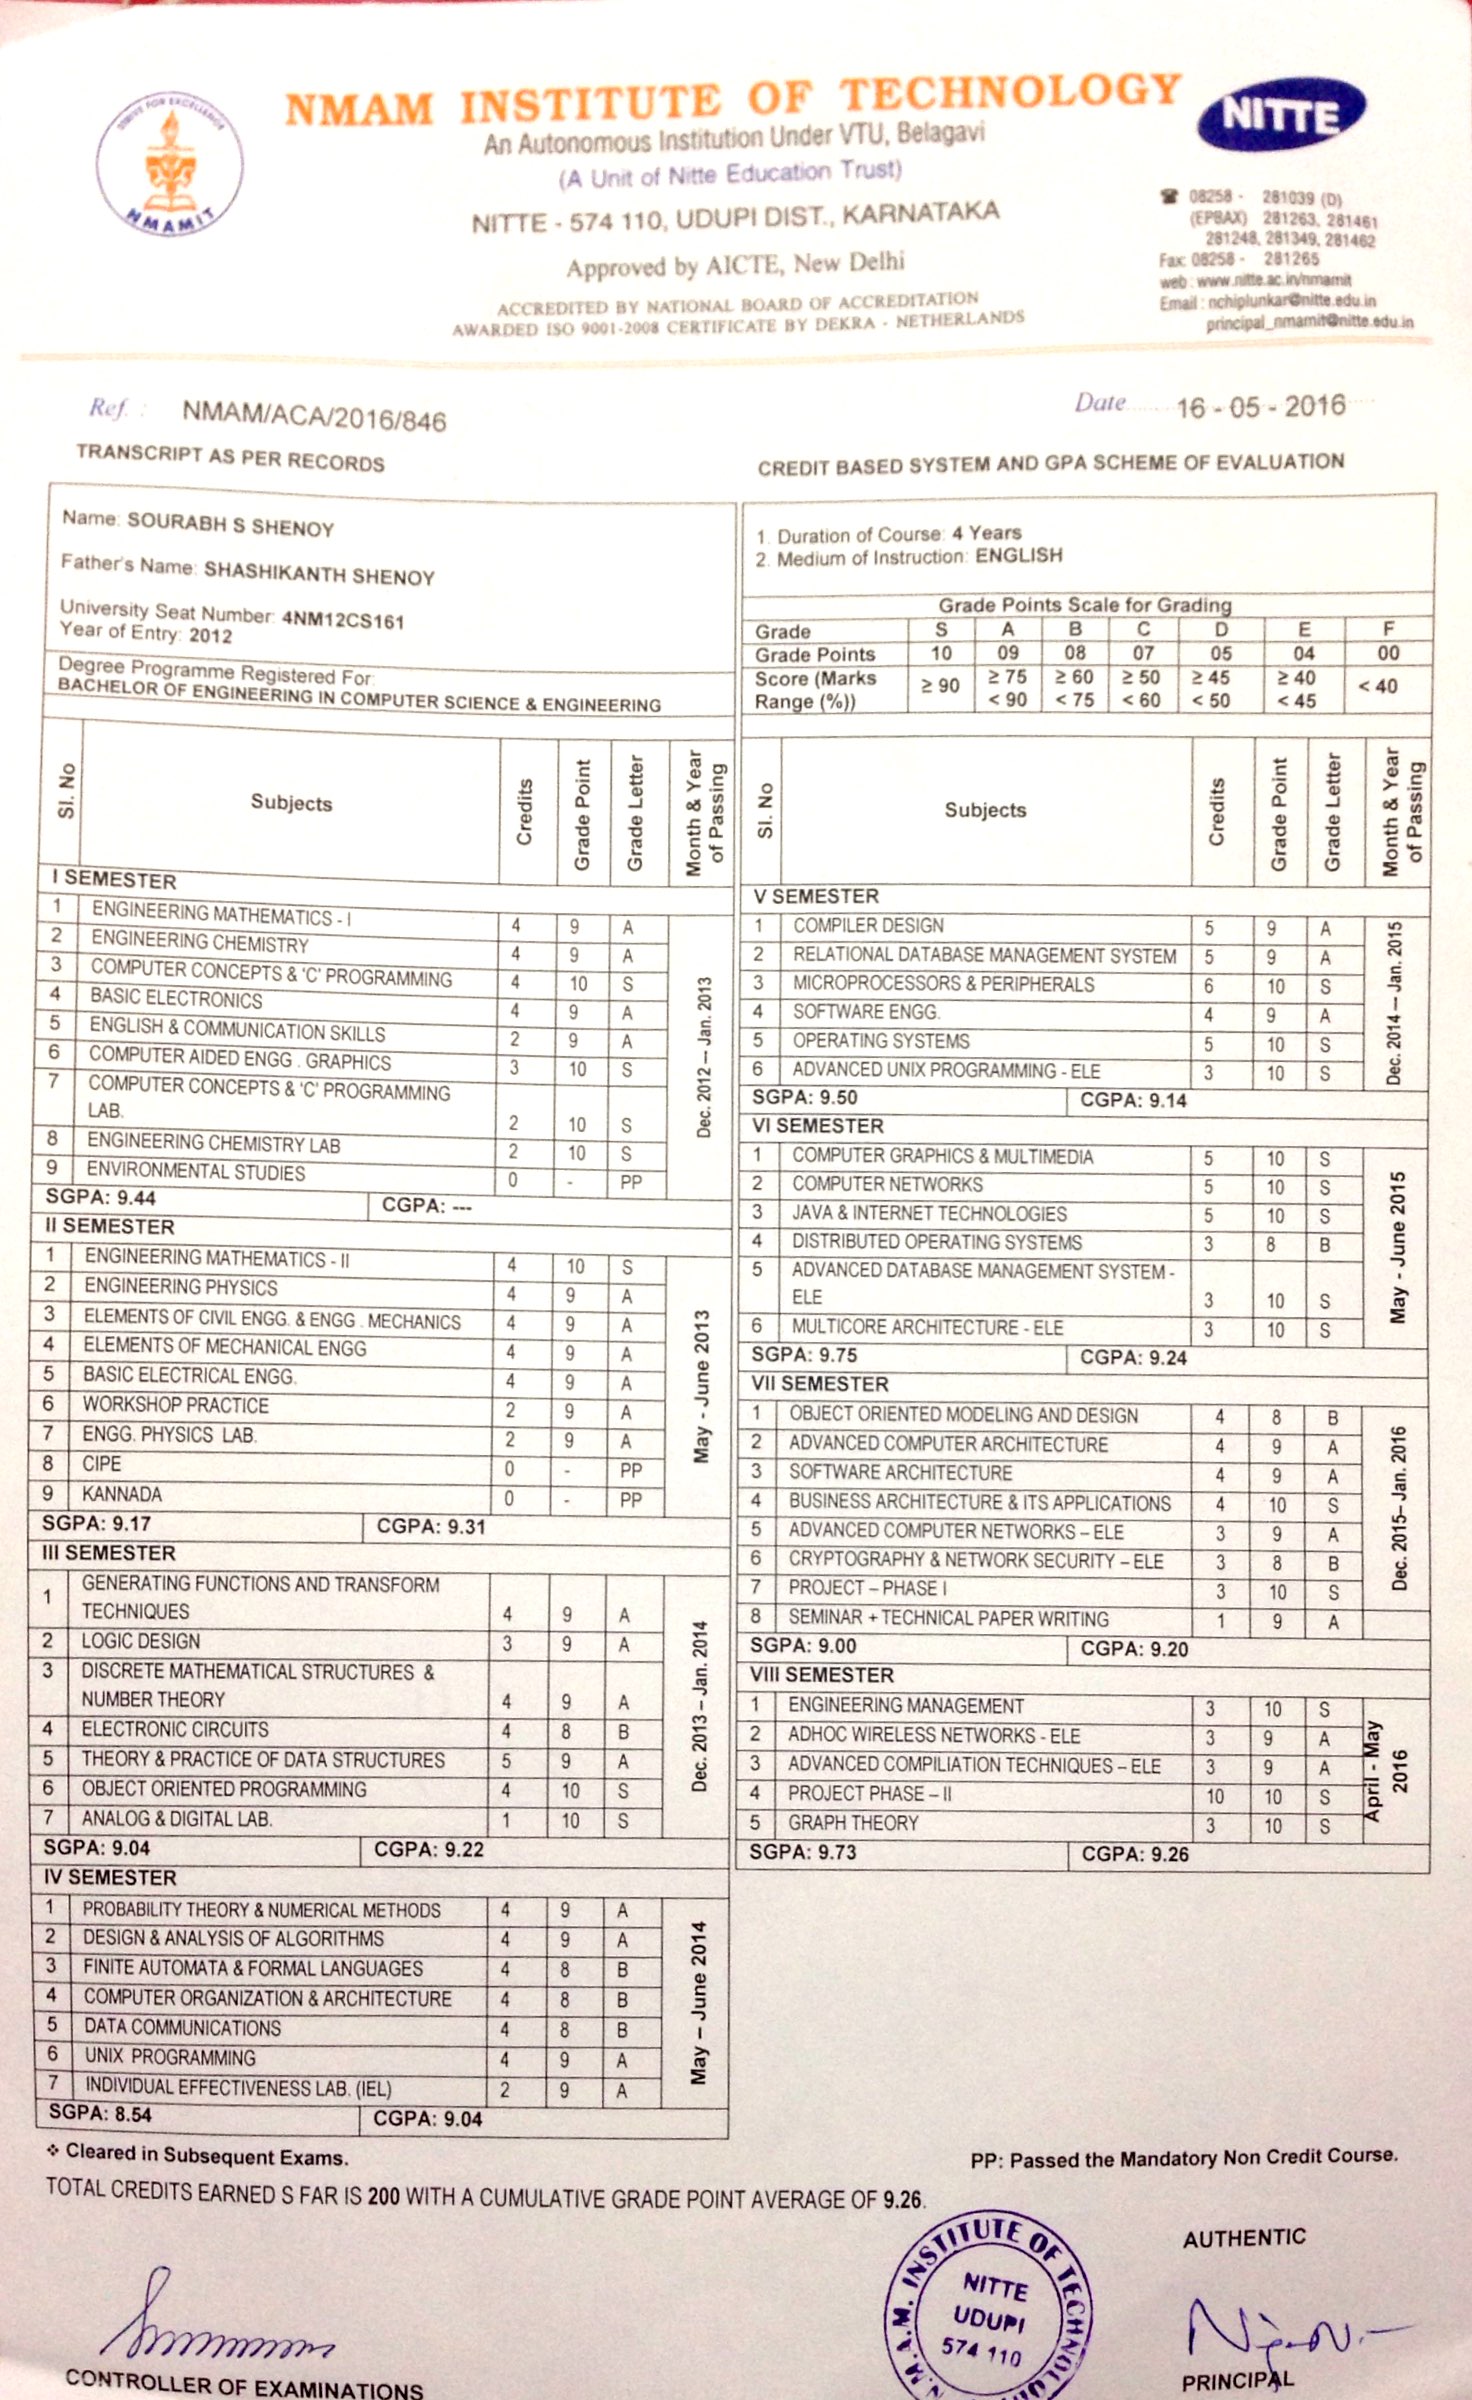 STRIVE FOR EXCELLENCE
NMAMIT
NMAM INSTITUTE OF TECHNOLOGY
An Autonomous Institution Under VTU, Belagavi
(A Unit of Nitte Education Trust)
NITTE - 574 110, UDUPI DIST., KARNATAKA
Approved by AICTE, New Delhi
ACCREDITED BY NATIONAL BOARD OF ACCREDITATION
AWARDED ISO 9001-2008 CERTIFICATE BY DEKRA - NETHERLANDS
NITTE
☎ 08258 - 281039 (D)
(EPBAX) 281263, 281461
281248, 281349, 281462
Fax: 08258 - 281265
web : www.nitte.ac.in/nmamit
Email : nchiplunkar@nitte.edu.in
principal_nmamit@nitte.edu.in
Ref. : NMAM/ACA/2016/846
Date 16 - 05 - 2016
TRANSCRIPT AS PER RECORDS
CREDIT BASED SYSTEM AND GPA SCHEME OF EVALUATION
Name: SOURABH S SHENOY
Father's Name: SHASHIKANTH SHENOY
University Seat Number: 4NM12CS161
Year of Entry: 2012
Degree Programme Registered For:
BACHELOR OF ENGINEERING IN COMPUTER SCIENCE & ENGINEERING
1. Duration of Course: 4 Years
2. Medium of Instruction: ENGLISH
Grade Points Scale for Grading
Grade S A B C D E F
Grade Points 10 09 08 07 05 04 00
Score (Marks Range (%)) ≥ 90 ≥ 75 < 90 ≥ 60 < 75 ≥ 50 < 60 ≥ 45 < 50 ≥ 40 < 45 < 40
Sl. No Subjects Credits Grade Point Grade Letter Month & Year of Passing
I SEMESTER
1 ENGINEERING MATHEMATICS - I 4 9 A
2 ENGINEERING CHEMISTRY 4 9 A
3 COMPUTER CONCEPTS & 'C' PROGRAMMING 4 10 S
4 BASIC ELECTRONICS 4 9 A
5 ENGLISH & COMMUNICATION SKILLS 2 9 A
6 COMPUTER AIDED ENGG . GRAPHICS 3 10 S
7 COMPUTER CONCEPTS & 'C' PROGRAMMING
LAB. 2 10 S
8 ENGINEERING CHEMISTRY LAB 2 10 S
9 ENVIRONMENTAL STUDIES 0 - PP
Dec. 2012 – Jan. 2013
SGPA: 9.44 CGPA: ---
II SEMESTER
1 ENGINEERING MATHEMATICS - II 4 10 S
2 ENGINEERING PHYSICS 4 9 A
3 ELEMENTS OF CIVIL ENGG. & ENGG . MECHANICS 4 9 A
4 ELEMENTS OF MECHANICAL ENGG 4 9 A
5 BASIC ELECTRICAL ENGG. 4 9 A
6 WORKSHOP PRACTICE 2 9 A
7 ENGG. PHYSICS LAB. 2 9 A
8 CIPE 0 - PP
9 KANNADA 0 - PP
May - June 2013
SGPA: 9.17 CGPA: 9.31
III SEMESTER
1 GENERATING FUNCTIONS AND TRANSFORM
TECHNIQUES 4 9 A
2 LOGIC DESIGN 3 9 A
3 DISCRETE MATHEMATICAL STRUCTURES &
NUMBER THEORY 4 9 A
4 ELECTRONIC CIRCUITS 4 8 B
5 THEORY & PRACTICE OF DATA STRUCTURES 5 9 A
6 OBJECT ORIENTED PROGRAMMING 4 10 S
7 ANALOG & DIGITAL LAB. 1 10 S
Dec. 2013 – Jan. 2014
SGPA: 9.04 CGPA: 9.22
IV SEMESTER
1 PROBABILITY THEORY & NUMERICAL METHODS 4 9 A
2 DESIGN & ANALYSIS OF ALGORITHMS 4 9 A
3 FINITE AUTOMATA & FORMAL LANGUAGES 4 8 B
4 COMPUTER ORGANIZATION & ARCHITECTURE 4 8 B
5 DATA COMMUNICATIONS 4 8 B
6 UNIX PROGRAMMING 4 9 A
7 INDIVIDUAL EFFECTIVENESS LAB. (IEL) 2 9 A
May – June 2014
SGPA: 8.54 CGPA: 9.04
Sl. No Subjects Credits Grade Point Grade Letter Month & Year of Passing
V SEMESTER
1 COMPILER DESIGN 5 9 A
2 RELATIONAL DATABASE MANAGEMENT SYSTEM 5 9 A
3 MICROPROCESSORS & PERIPHERALS 6 10 S
4 SOFTWARE ENGG. 4 9 A
5 OPERATING SYSTEMS 5 10 S
6 ADVANCED UNIX PROGRAMMING - ELE 3 10 S
Dec. 2014 – Jan. 2015
SGPA: 9.50 CGPA: 9.14
VI SEMESTER
1 COMPUTER GRAPHICS & MULTIMEDIA 5 10 S
2 COMPUTER NETWORKS 5 10 S
3 JAVA & INTERNET TECHNOLOGIES 5 10 S
4 DISTRIBUTED OPERATING SYSTEMS 3 8 B
5 ADVANCED DATABASE MANAGEMENT SYSTEM -
ELE 3 10 S
6 MULTICORE ARCHITECTURE - ELE 3 10 S
May - June 2015
SGPA: 9.75 CGPA: 9.24
VII SEMESTER
1 OBJECT ORIENTED MODELING AND DESIGN 4 8 B
2 ADVANCED COMPUTER ARCHITECTURE 4 9 A
3 SOFTWARE ARCHITECTURE 4 9 A
4 BUSINESS ARCHITECTURE & ITS APPLICATIONS 4 10 S
5 ADVANCED COMPUTER NETWORKS – ELE 3 9 A
6 CRYPTOGRAPHY & NETWORK SECURITY – ELE 3 8 B
7 PROJECT – PHASE I 3 10 S
8 SEMINAR + TECHNICAL PAPER WRITING 1 9 A
Dec. 2015– Jan. 2016
SGPA: 9.00 CGPA: 9.20
VIII SEMESTER
1 ENGINEERING MANAGEMENT 3 10 S
2 ADHOC WIRELESS NETWORKS - ELE 3 9 A
3 ADVANCED COMPILIATION TECHNIQUES – ELE 3 9 A
4 PROJECT PHASE – II 10 10 S
5 GRAPH THEORY 3 10 S
April - May 2016
SGPA: 9.73 CGPA: 9.26
❖ Cleared in Subsequent Exams.
PP: Passed the Mandatory Non Credit Course.
TOTAL CREDITS EARNED S FAR IS 200 WITH A CUMULATIVE GRADE POINT AVERAGE OF 9.26.
N.M.A.M. INSTITUTE OF TECHNOLO
NITTE
UDUPI
574 110
AUTHENTIC
CONTROLLER OF EXAMINATIONS
PRINCIPAL